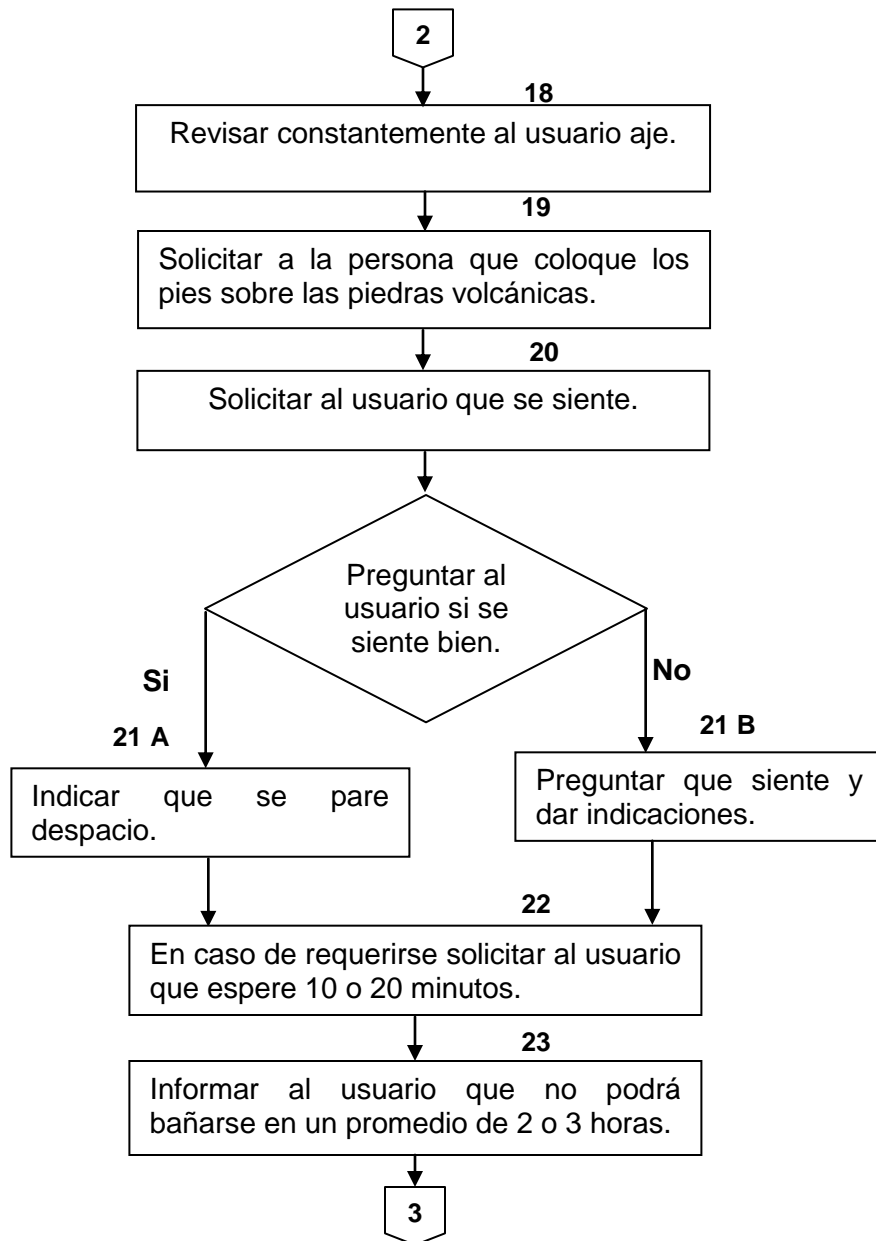 2
18
Revisar constantemente al usuario aje.
19
Solicitar a la persona que coloque los
pies sobre las piedras volcánicas.
20
Solicitar al usuario que se siente.
Preguntar al
usuario si se
siente bien.
Si
No
21 A
21 B
Indicar que se pare
despacio.
Preguntar que siente y
dar indicaciones.
22
En caso de requerirse solicitar al usuario
que espere 10 o 20 minutos.
23
Informar al usuario que no podrá
bañarse en un promedio de 2 o 3 horas.
3